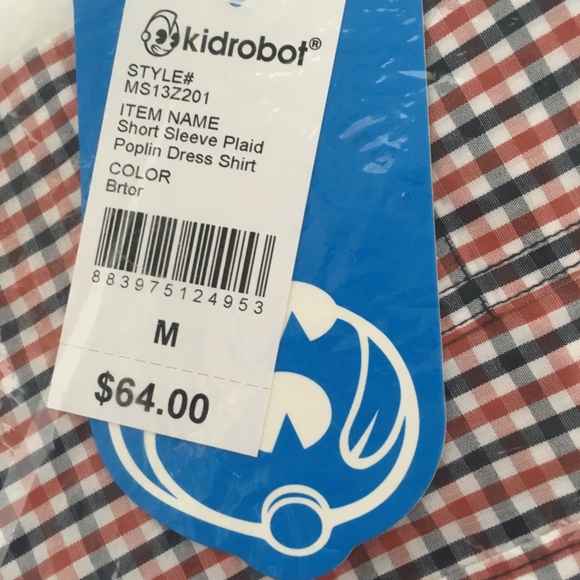 kidrobot®
STYLE#
MS13Z201
ITEM NAME
Short Sleeve Plaid
Poplin Dress Shirt
COLOR
Brtor
883975124953
M
$64.00